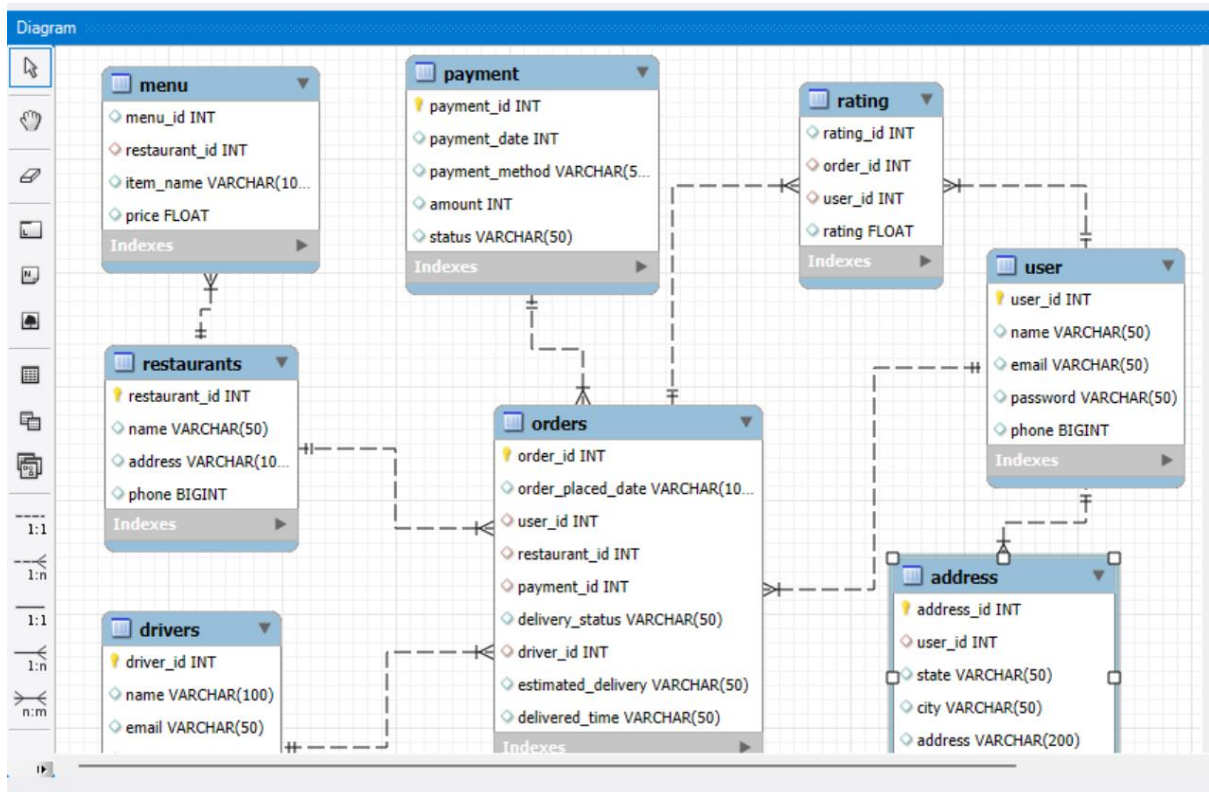 Diagram
menu
menu_id INT
restaurant_id INT
item_name VARCHAR(10...
price FLOAT
Indexes
payment
payment_id INT
payment_date INT
payment_method VARCHAR(5...
amount INT
status VARCHAR(50)
Indexes
rating
rating_id INT
order_id INT
user_id INT
rating FLOAT
Indexes
user
user_id INT
name VARCHAR(50)
email VARCHAR(50)
password VARCHAR(50)
phone BIGINT
Indexes
restaurants
restaurant_id INT
name VARCHAR(50)
address VARCHAR(10...
phone BIGINT
Indexes
orders
order_id INT
order_placed_date VARCHAR(10...
user_id INT
restaurant_id INT
payment_id INT
delivery_status VARCHAR(50)
driver_id INT
estimated_delivery VARCHAR(50)
delivered_time VARCHAR(50)
Indexes
address
address_id INT
user_id INT
state VARCHAR(50)
city VARCHAR(50)
address VARCHAR(200)
drivers
driver_id INT
name VARCHAR(100)
email VARCHAR(50)
1:1
1:n
1:1
1:n
n:m